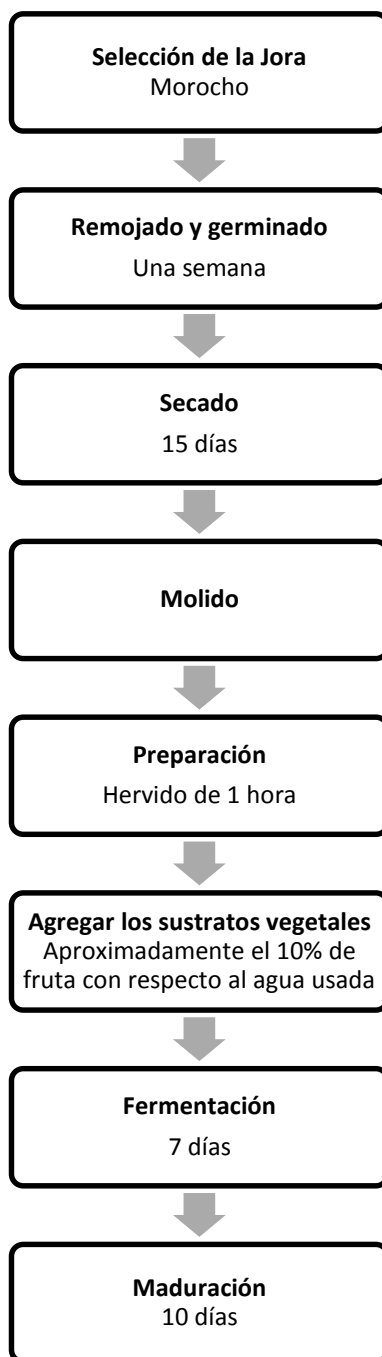 Selección de la Jora
Morocho
Remojado y germinado
Una semana
Secado
15 días
Molido
Preparación
Hervido de 1 hora
Agregar los sustratos vegetales
Aproximadamente el 10% de
fruta con respecto al agua usada
Fermentación
7 días
Maduración
10 días